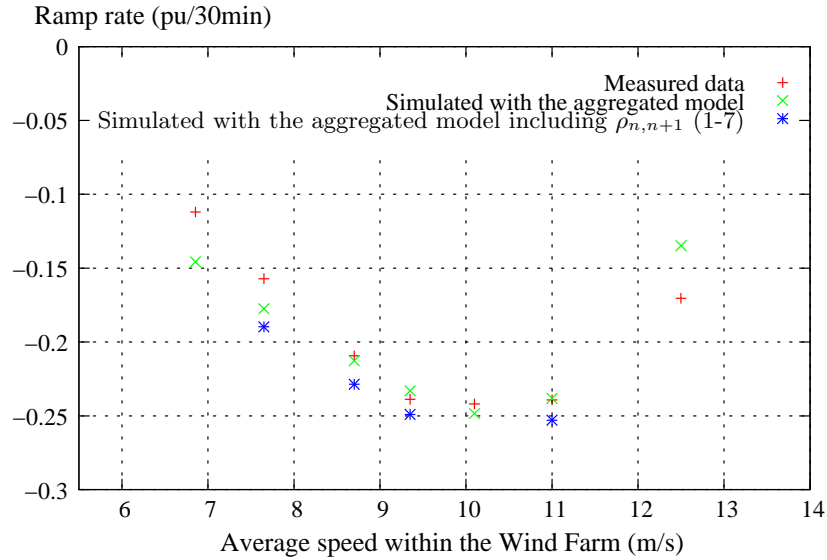 Ramp rate (pu/30min)
0
Measured data
Simulated with the aggregated model
−0.05
Simulated with the aggregated model including ρn,n+1 (1-7)
−0.1
−0.15
−0.2
−0.25
−0.3
6 7 8 9 10 11 12 13 14
Average speed within the Wind Farm (m/s)